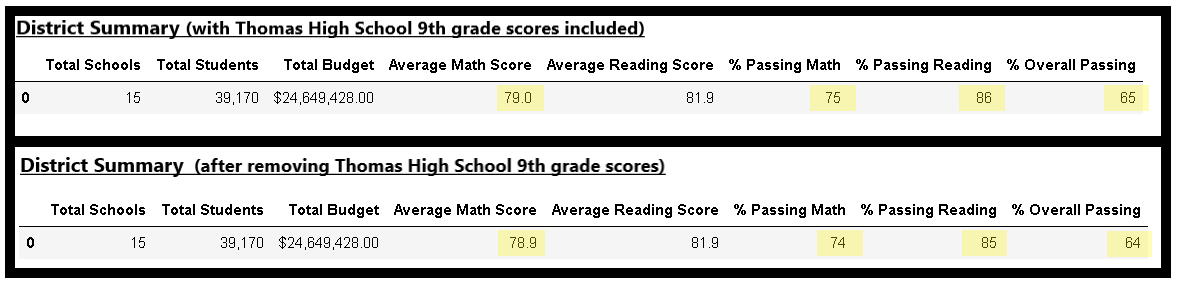 District Summary (with Thomas High School 9th grade scores included)
Total Schools Total Students Total Budget Average Math Score Average Reading Score % Passing Math % Passing Reading % Overall Passing
0 15 39,170 $24,649,428.00 79.0 81.9 75 86 65
District Summary (after removing Thomas High School 9th grade scores)
Total Schools Total Students Total Budget Average Math Score Average Reading Score % Passing Math % Passing Reading % Overall Passing
0 15 39,170 $24,649,428.00 78.9 81.9 74 85 64